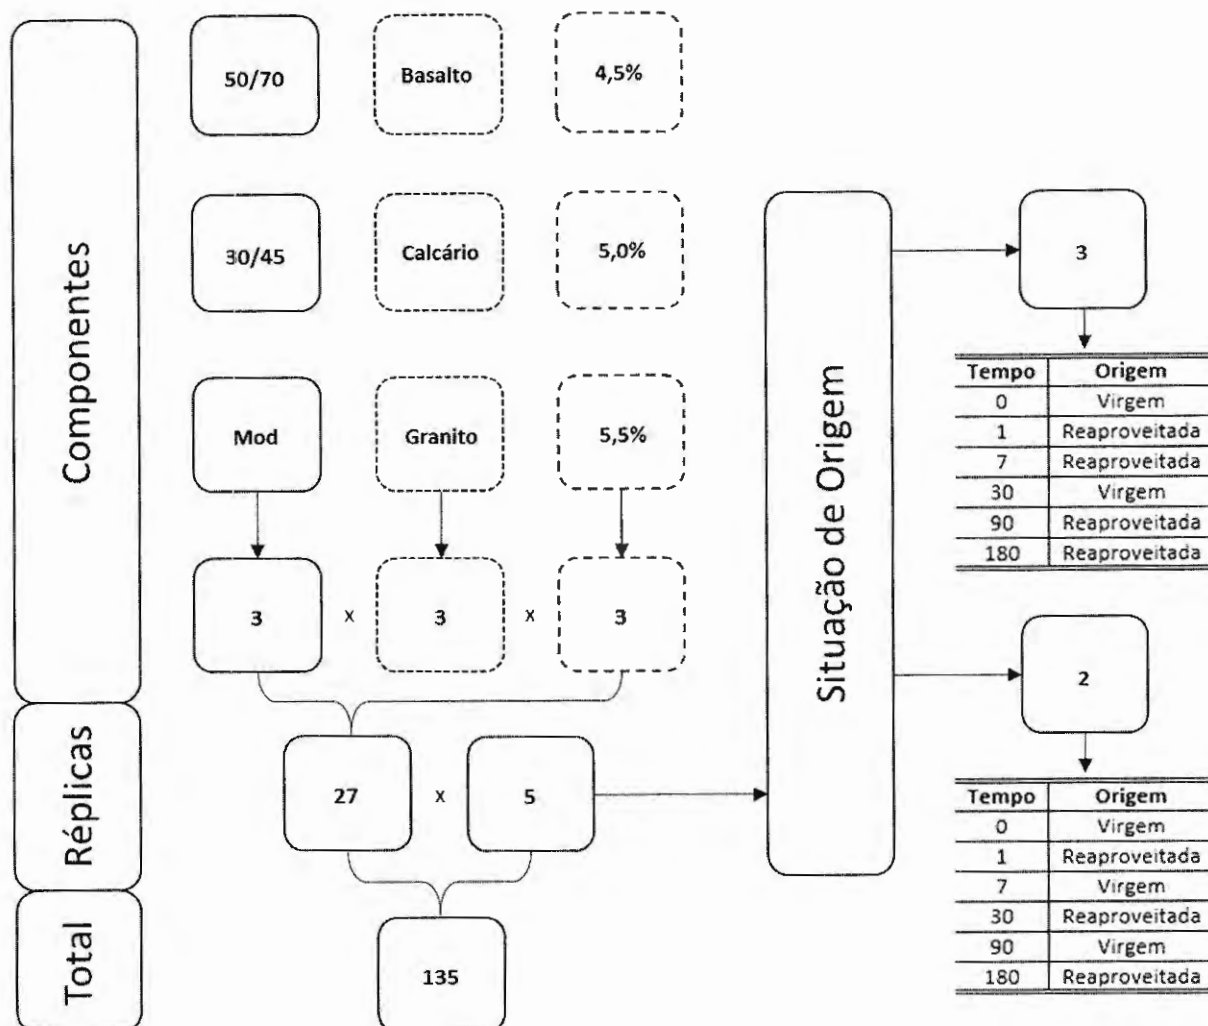 Componentes
50/70 Basalto 4,5%
30/45 Calcário 5,0%
Mod Granito 5,5%
3 x 3 x 3
Réplicas
27 x 5
Total
135
Situação de Origem
3
Tempo Origem
0 Virgem
1 Reaproveitada
7 Reaproveitada
30 Virgem
90 Reaproveitada
180 Reaproveitada
2
Tempo Origem
0 Virgem
1 Reaproveitada
7 Virgem
30 Reaproveitada
90 Virgem
180 Reaproveitada